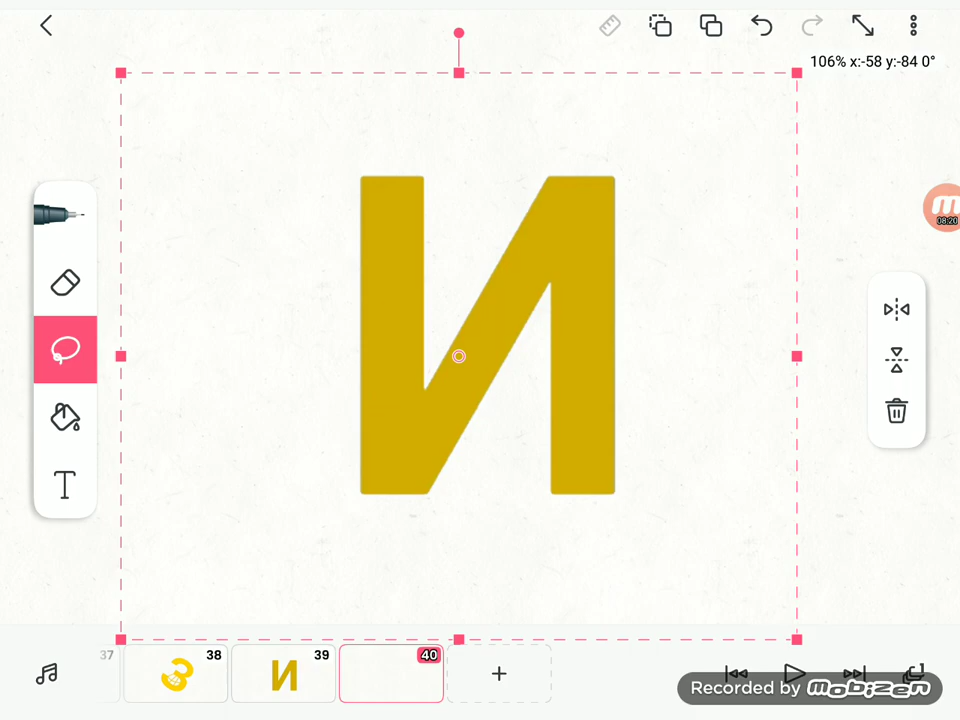 106% x:-58 y:-84 0°
И
08:20
T
37
38
З
39
И
40
Recorded by mobizen